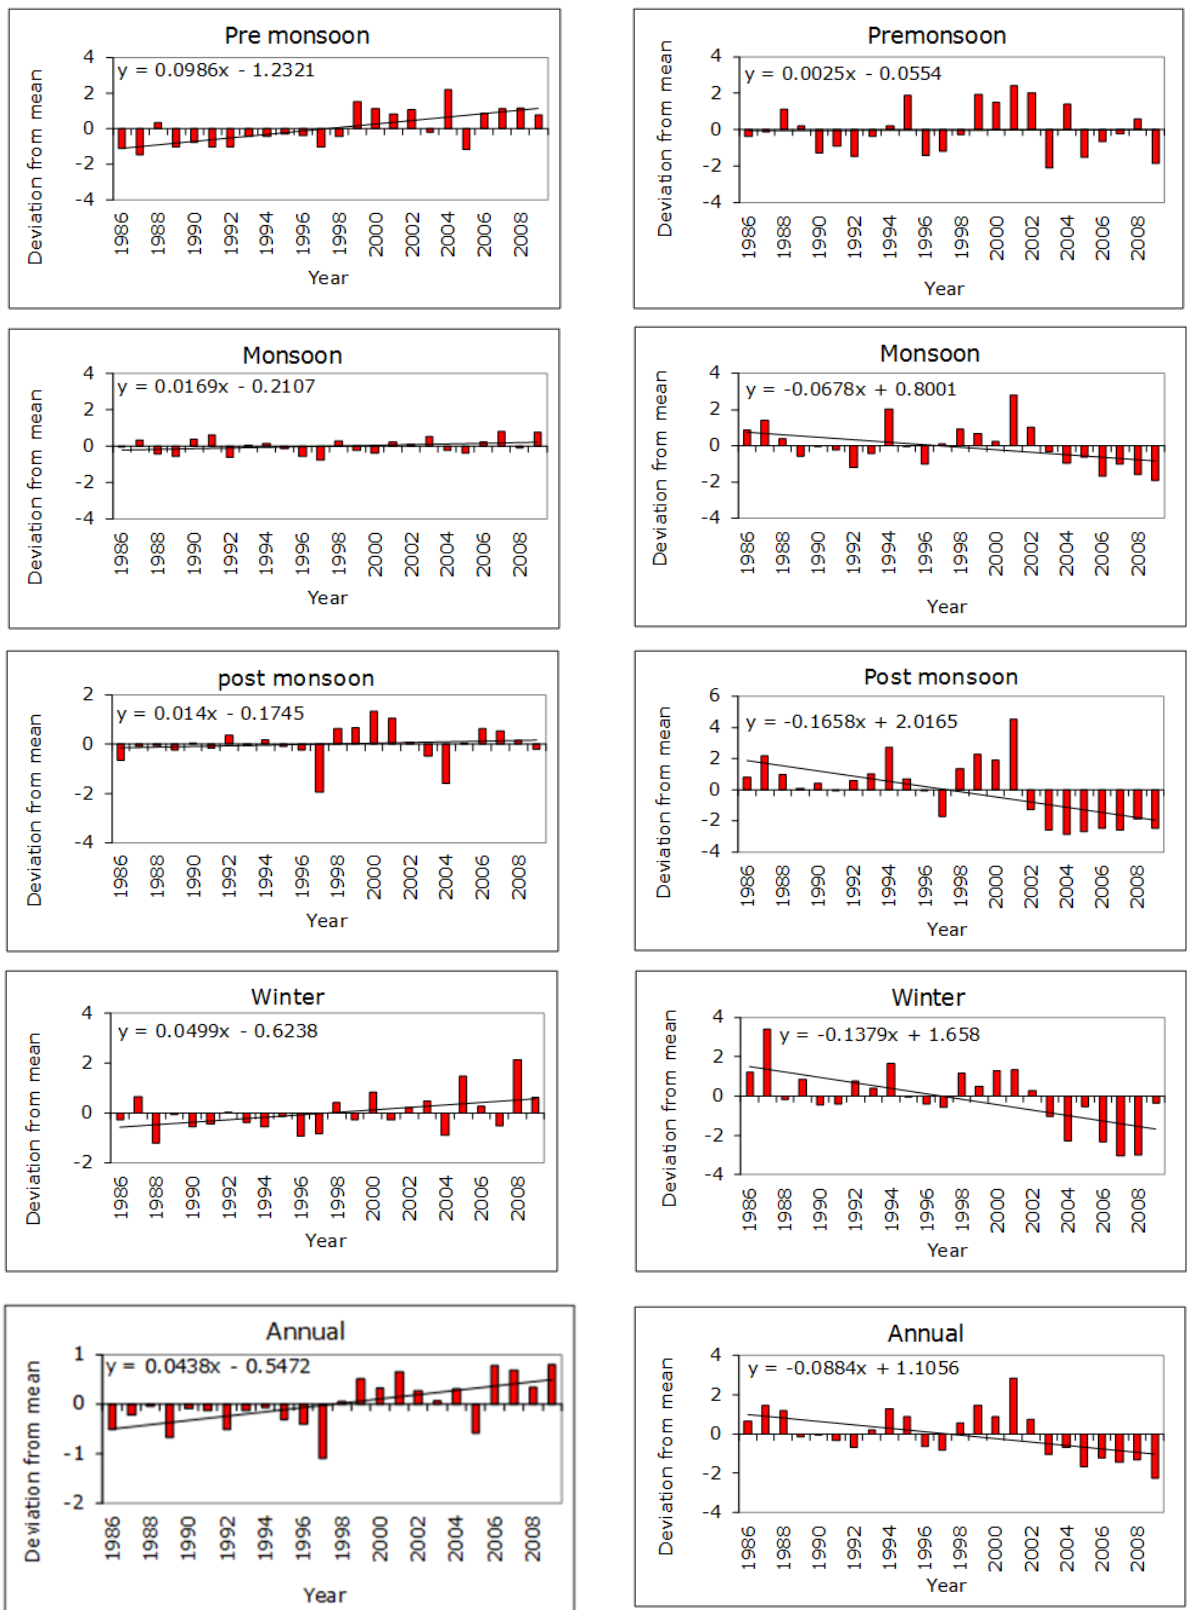 Pre monsoon
y = 0.0986x - 1.2321
Deviation from mean
4
2
0
-2
-4
1986 1988 1990 1992 1994 1996 1998 2000 2002 2004 2006 2008
Year
Premonsoon
y = 0.0025x - 0.0554
Deviation from mean
4
2
0
-2
-4
1986 1988 1990 1992 1994 1996 1998 2000 2002 2004 2006 2008
Year
Monsoon
y = 0.0169x - 0.2107
Deviation from mean
4
2
0
-2
-4
1986 1988 1990 1992 1994 1996 1998 2000 2002 2004 2006 2008
Year
Monsoon
y = -0.0678x + 0.8001
Deviation from mean
4
2
0
-2
-4
1986 1988 1990 1992 1994 1996 1998 2000 2002 2004 2006 2008
Year
post monsoon
y = 0.014x - 0.1745
Deviation from mean
2
0
-2
-4
1986 1988 1990 1992 1994 1996 1998 2000 2002 2004 2006 2008
Year
Post monsoon
y = -0.1658x + 2.0165
Deviation from mean
6
4
2
0
-2
-4
1986 1988 1990 1992 1994 1996 1998 2000 2002 2004 2006 2008
Year
Winter
y = 0.0499x - 0.6238
Deviation from mean
4
2
0
-2
1986 1988 1990 1992 1994 1996 1998 2000 2002 2004 2006 2008
Year
Winter
y = -0.1379x + 1.658
Deviation from mean
4
2
0
-2
-4
1986 1988 1990 1992 1994 1996 1998 2000 2002 2004 2006 2008
Year
Annual
y = 0.0438x - 0.5472
Deviation from mean
1
0
-1
-2
1986 1988 1990 1992 1994 1996 1998 2000 2002 2004 2006 2008
Year
Annual
y = -0.0884x + 1.1056
Deviation from mean
4
2
0
-2
-4
1986 1988 1990 1992 1994 1996 1998 2000 2002 2004 2006 2008
Year